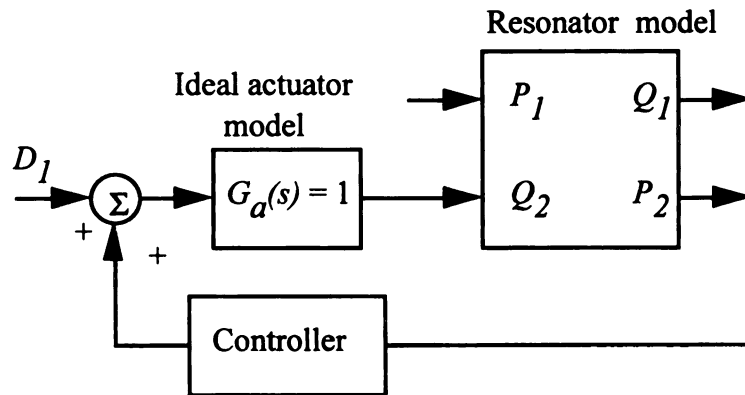 Resonator model
Ideal actuator
model
P1
Q1
D1
Σ
Ga(s) = 1
Q2
P2
+
+
Controller